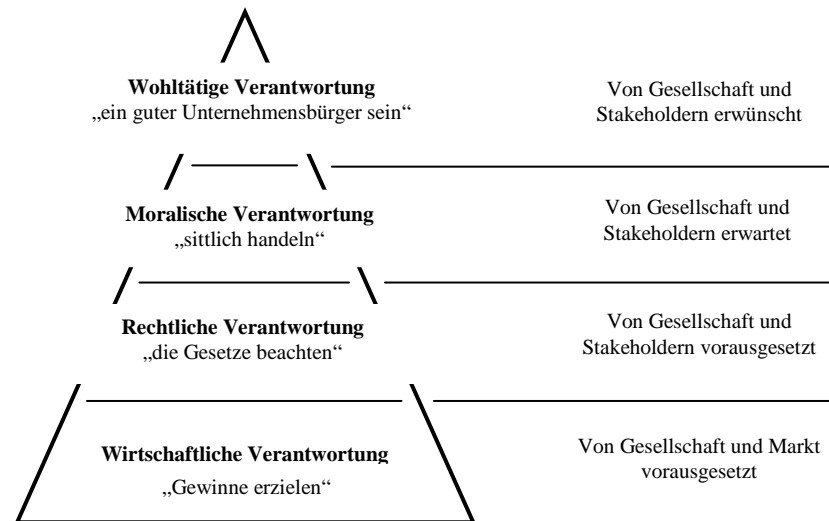 Wohltätige Verantwortung
„ein guter Unternehmensbürger sein“
Von Gesellschaft und
Stakeholdern erwünscht
Moralische Verantwortung
„sittlich handeln“
Von Gesellschaft und
Stakeholdern erwartet
Rechtliche Verantwortung
„die Gesetze beachten“
Von Gesellschaft und
Stakeholdern vorausgesetzt
Wirtschaftliche Verantwortung
„Gewinne erzielen“
Von Gesellschaft und Markt
vorausgesetzt